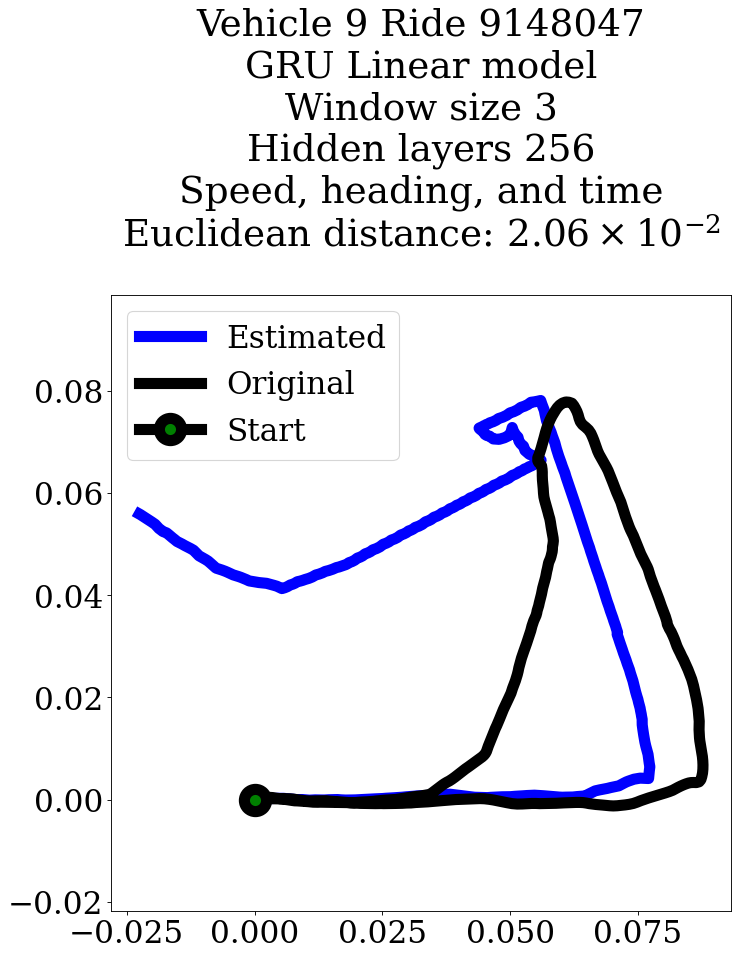 Vehicle 9 Ride 9148047
GRU Linear model
Window size 3
Hidden layers 256
Speed, heading, and time
Euclidean distance: 2.06 × 10⁻²
Estimated
Original
Start
0.08
0.06
0.04
0.02
0.00
−0.02
−0.025 0.000 0.025 0.050 0.075